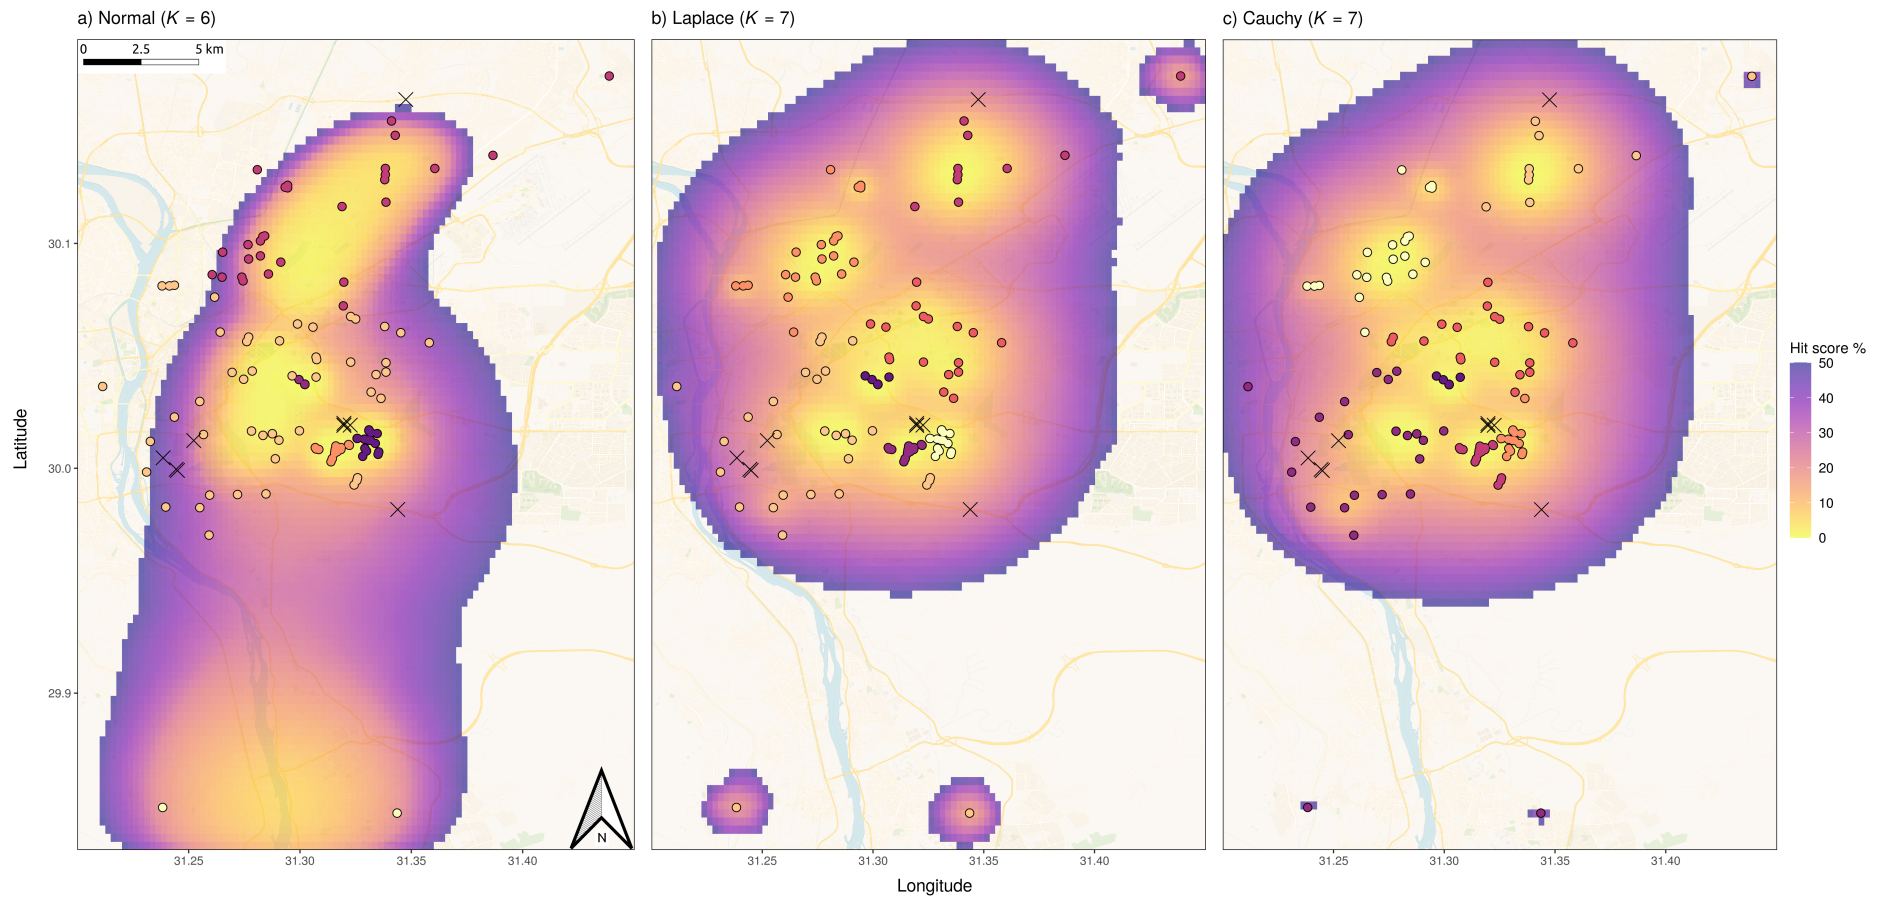 a) Normal (K = 6)
b) Laplace (K = 7)
c) Cauchy (K = 7)
0 2.5 5 km
30.1
30.0
29.9
Latitude
N
31.25 31.30 31.35 31.40
31.25 31.30 31.35 31.40
31.25 31.30 31.35 31.40
Longitude
Hit score %
50
40
30
20
10
0